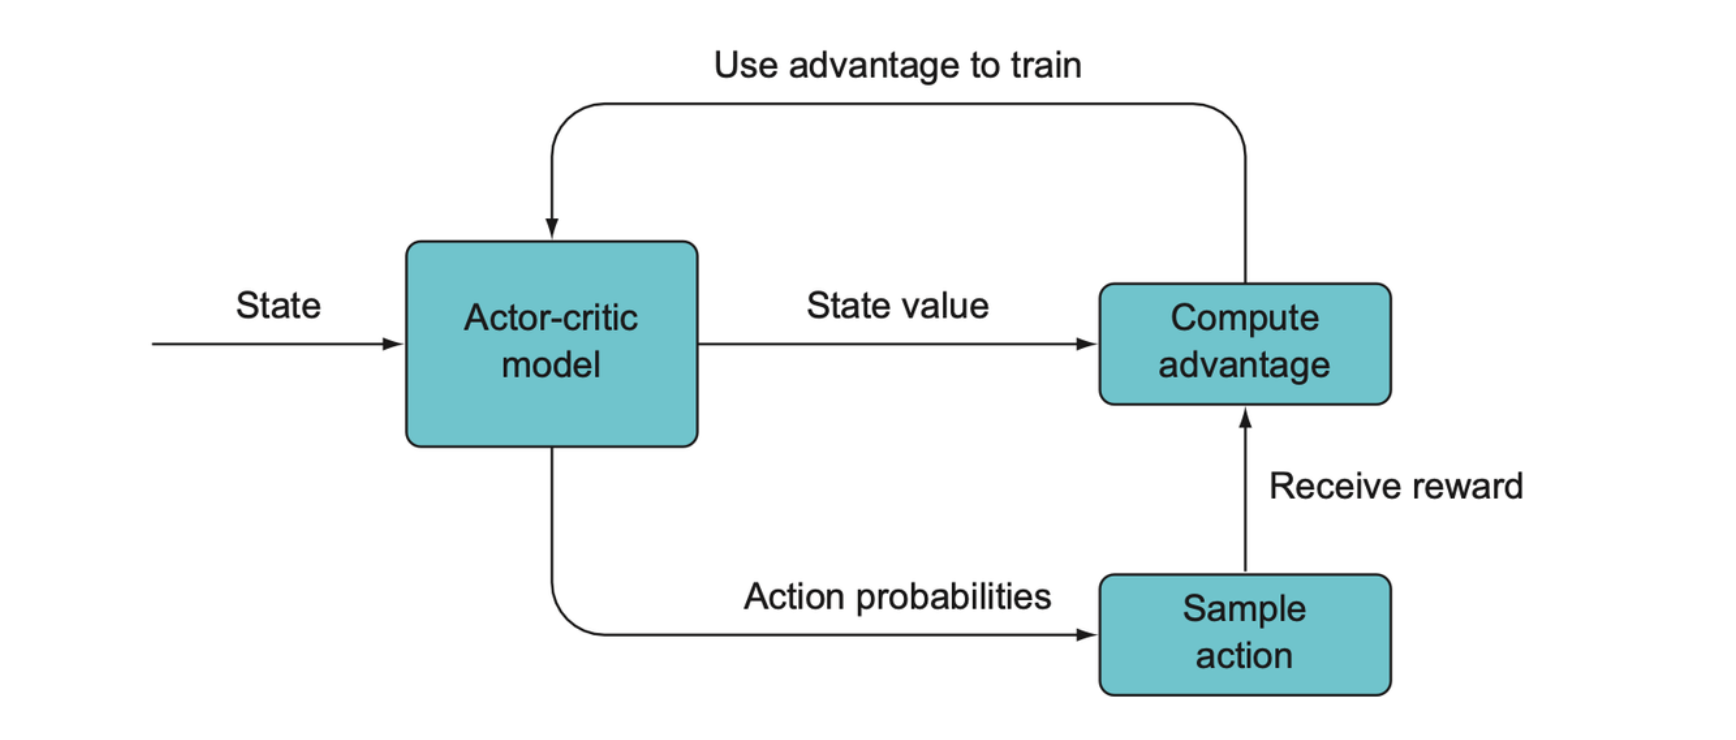 Use advantage to train
State
Actor-critic
model
State value
Compute
advantage
Receive reward
Action probabilities
Sample
action